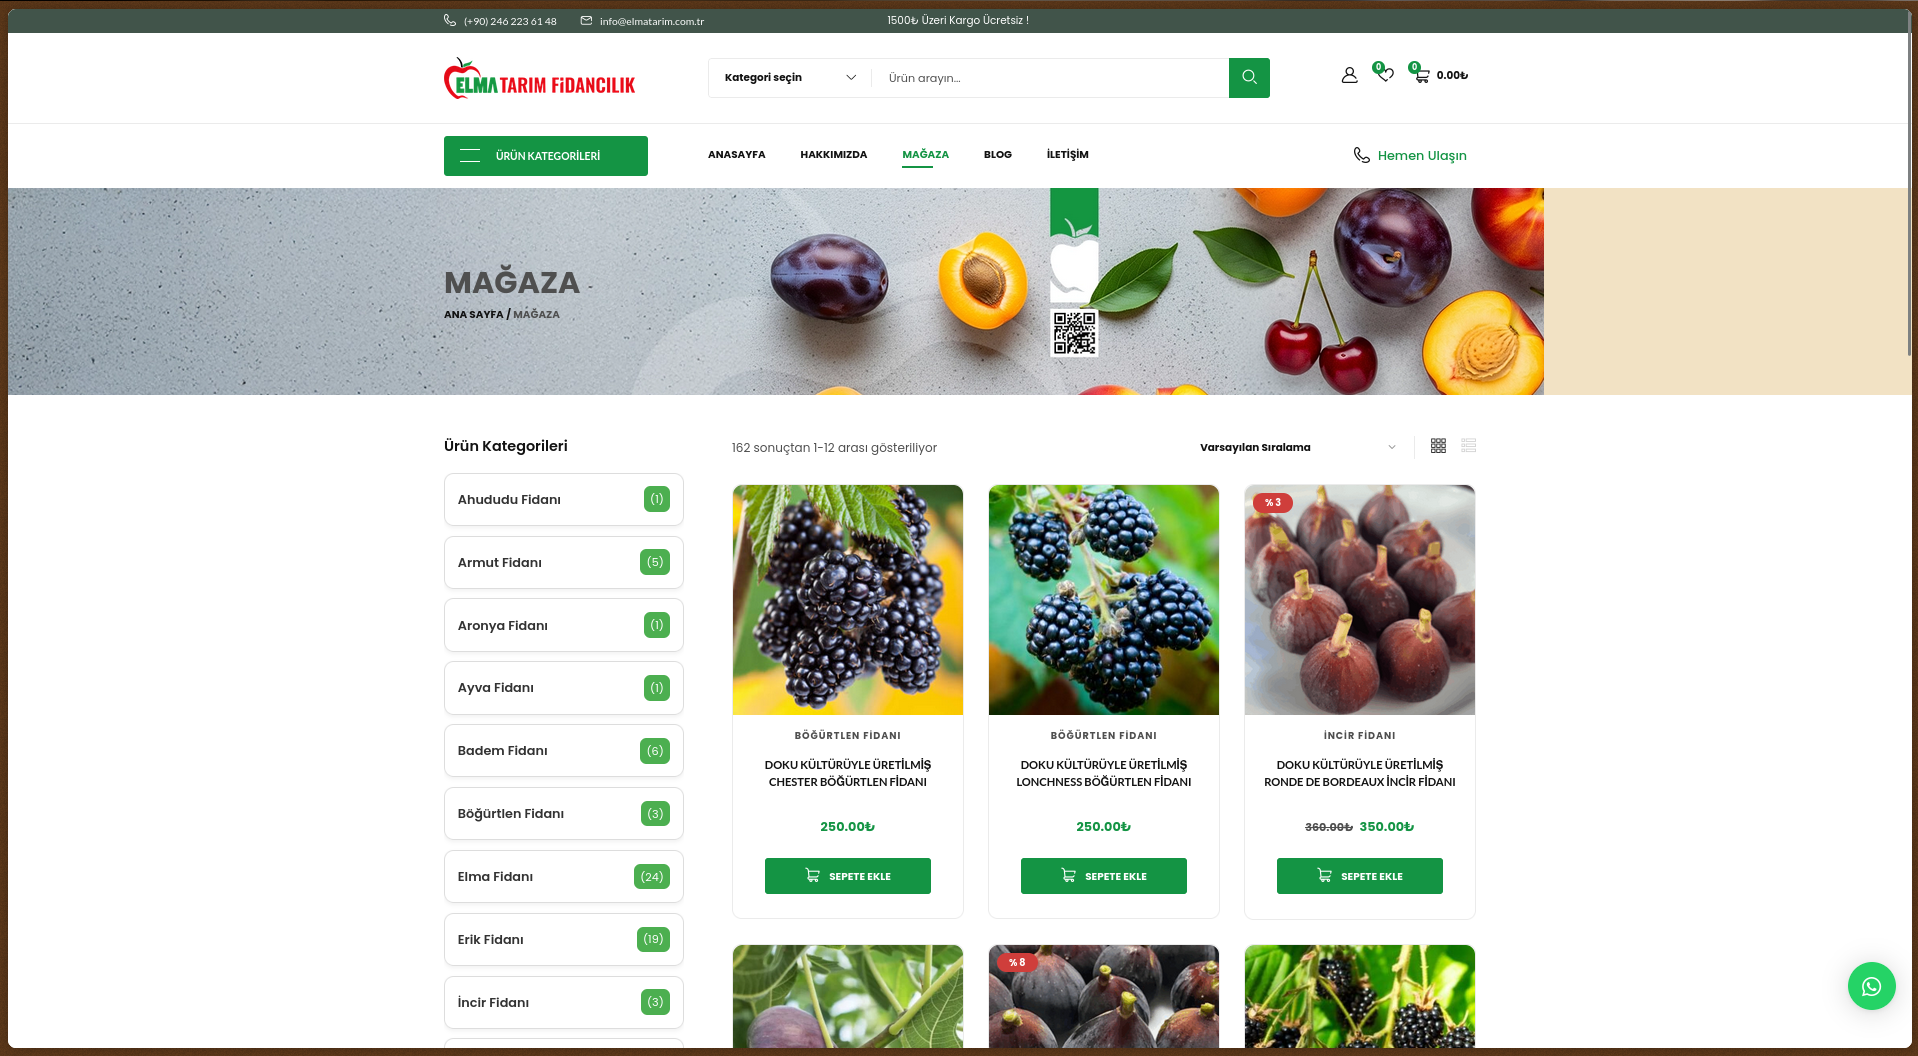 (+90) 246 223 61 48
info@elmatarim.com.tr
1500₺ Üzeri Kargo Ücretsiz !
ELMA TARIM FİDANCILIK
Kategori seçin
Ürün arayın...
0
0
0.00₺
ÜRÜN KATEGORİLERİ
ANASAYFA
HAKKIMIZDA
MAĞAZA
BLOG
İLETİŞİM
Hemen Ulaşın
MAĞAZA -
ANA SAYFA / MAĞAZA
Ürün Kategorileri
Ahududu Fidanı (1)
Armut Fidanı (5)
Aronya Fidanı (1)
Ayva Fidanı (1)
Badem Fidanı (6)
Böğürtlen Fidanı (3)
Elma Fidanı (24)
Erik Fidanı (19)
İncir Fidanı (3)
162 sonuçtan 1-12 arası gösteriliyor
Varsayılan Sıralama
BÖĞÜRTLEN FİDANI
DOKU KÜLTÜRÜYLE ÜRETİLMİŞ
CHESTER BÖĞÜRTLEN FİDANI
250.00₺
SEPETE EKLE
BÖĞÜRTLEN FİDANI
DOKU KÜLTÜRÜYLE ÜRETİLMİŞ
LONCHNESS BÖĞÜRTLEN FİDANI
250.00₺
SEPETE EKLE
% 3
İNCİR FİDANI
DOKU KÜLTÜRÜYLE ÜRETİLMİŞ
RONDE DE BORDEAUX İNCİR FİDANI
360.00₺ 350.00₺
SEPETE EKLE
% 8